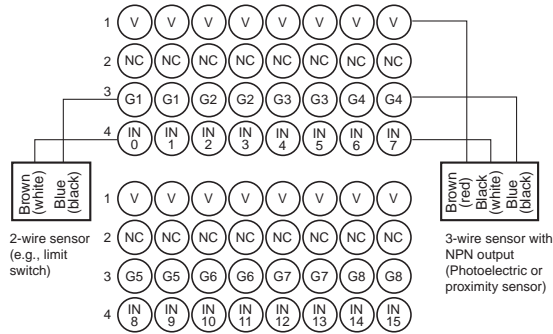 1 V V V V V V V V
2 NC NC NC NC NC NC NC NC
3 G1 G1 G2 G2 G3 G3 G4 G4
4 IN 0 IN 1 IN 2 IN 3 IN 4 IN 5 IN 6 IN 7
Brown (white)
Blue (black)
2-wire sensor
(e.g., limit
switch)
Brown (red)
Black (white)
Blue (black)
3-wire sensor with
NPN output
(Photoelectric or
proximity sensor)
1 V V V V V V V V
2 NC NC NC NC NC NC NC NC
3 G5 G5 G6 G6 G7 G7 G8 G8
4 IN 8 IN 9 IN 10 IN 11 IN 12 IN 13 IN 14 IN 15